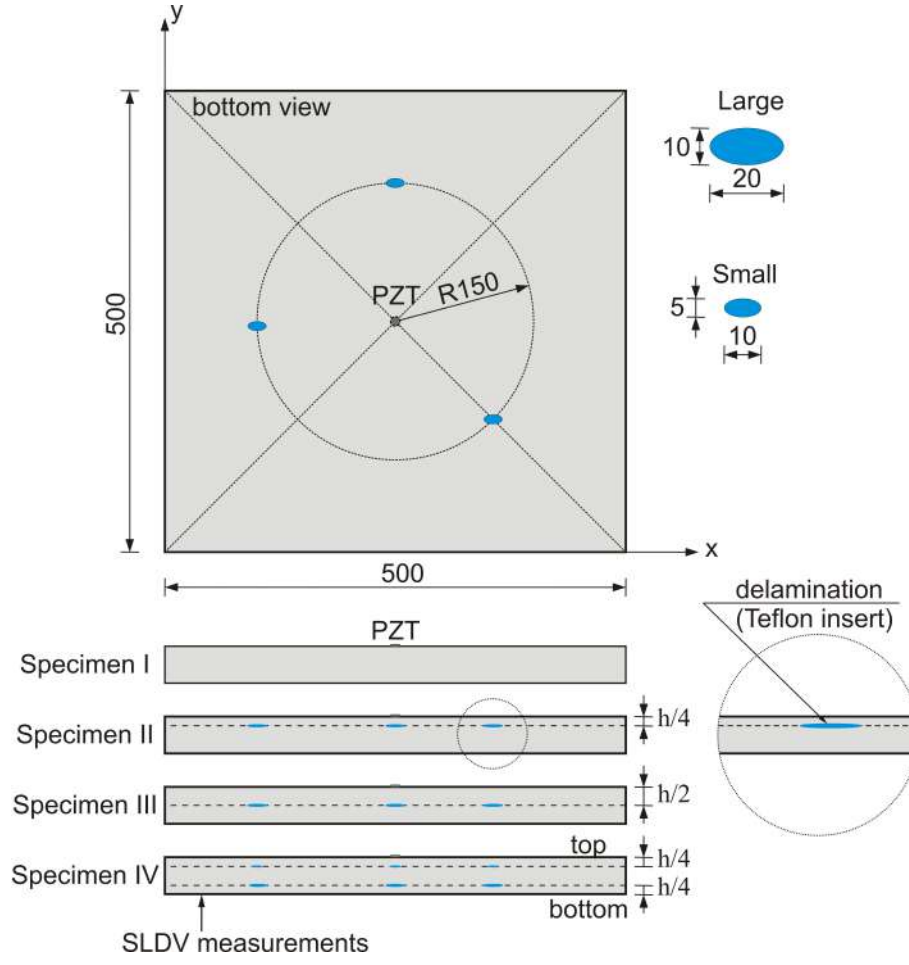 y
bottom view
Large
10
20
PZT
R150
Small
5
10
500
x
500
delamination
(Teflon insert)
PZT
Specimen I
Specimen II
h/4
Specimen III
h/2
top
Specimen IV
h/4
h/4
bottom
SLDV measurements